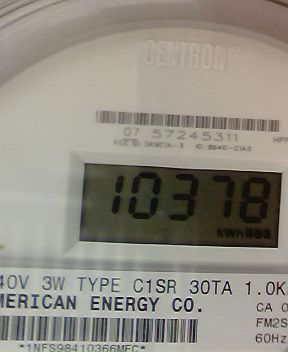 CENTRON®
07 57245311
10378
kWh
40V 3W TYPE C1SR 30TA 1.0K
MERICAN ENERGY CO.
CA 0
FM2S
60Hz
*1NFS98410366MFC*